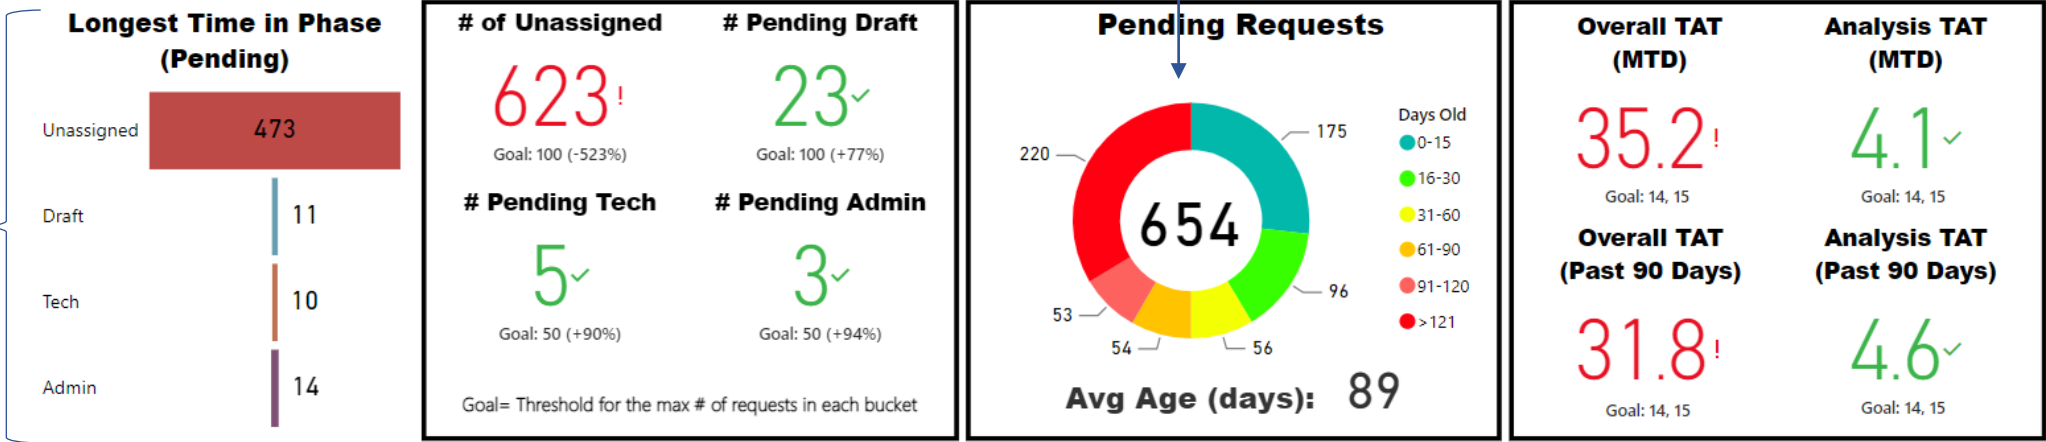 Longest Time in Phase
(Pending)
Unassigned
473
Draft
11
Tech
10
Admin
14
# of Unassigned
623!
Goal: 100 (-523%)
# Pending Draft
23✓
Goal: 100 (+77%)
# Pending Tech
5✓
Goal: 50 (+90%)
# Pending Admin
3✓
Goal: 50 (+94%)
Goal= Threshold for the max # of requests in each bucket
Pending Requests
175
96
56
54
53
220
654
Days Old
0-15
16-30
31-60
61-90
91-120
>121
Avg Age (days): 89
Overall TAT
(MTD)
35.2!
Goal: 14, 15
Analysis TAT
(MTD)
4.1✓
Goal: 14, 15
Overall TAT
(Past 90 Days)
31.8!
Goal: 14, 15
Analysis TAT
(Past 90 Days)
4.6✓
Goal: 14, 15